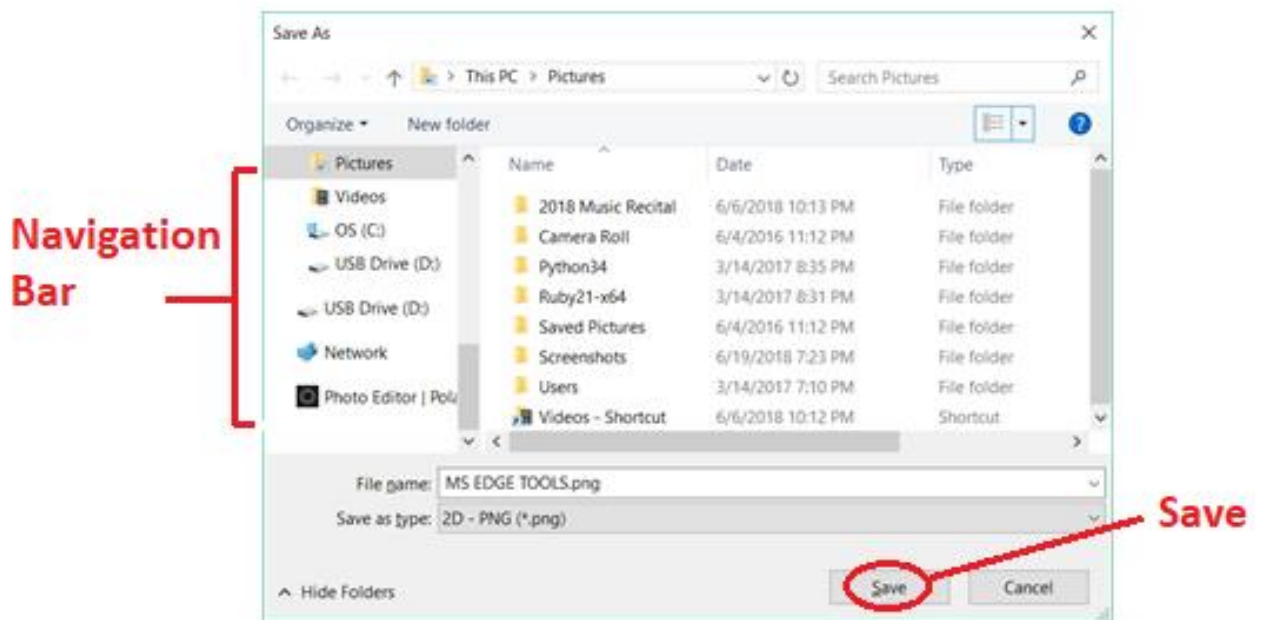 Save As
This PC > Pictures
Search Pictures
Organize
New folder
Navigation
Bar
Pictures
Videos
OS (C:)
USB Drive (D:)
USB Drive (D:)
Network
Photo Editor | Pola
Name Date Type
2018 Music Recital 6/6/2018 10:13 PM File folder
Camera Roll 6/4/2016 11:12 PM File folder
Python34 3/14/2017 8:35 PM File folder
Ruby21-x64 3/14/2017 8:31 PM File folder
Saved Pictures 6/4/2016 11:12 PM File folder
Screenshots 6/19/2018 7:23 PM File folder
Users 3/14/2017 7:10 PM File folder
Videos - Shortcut 6/6/2018 10:12 PM Shortcut
File name: MS EDGE TOOLS.png
Save as type: 2D - PNG (*.png)
Save
Hide Folders
Save
Cancel